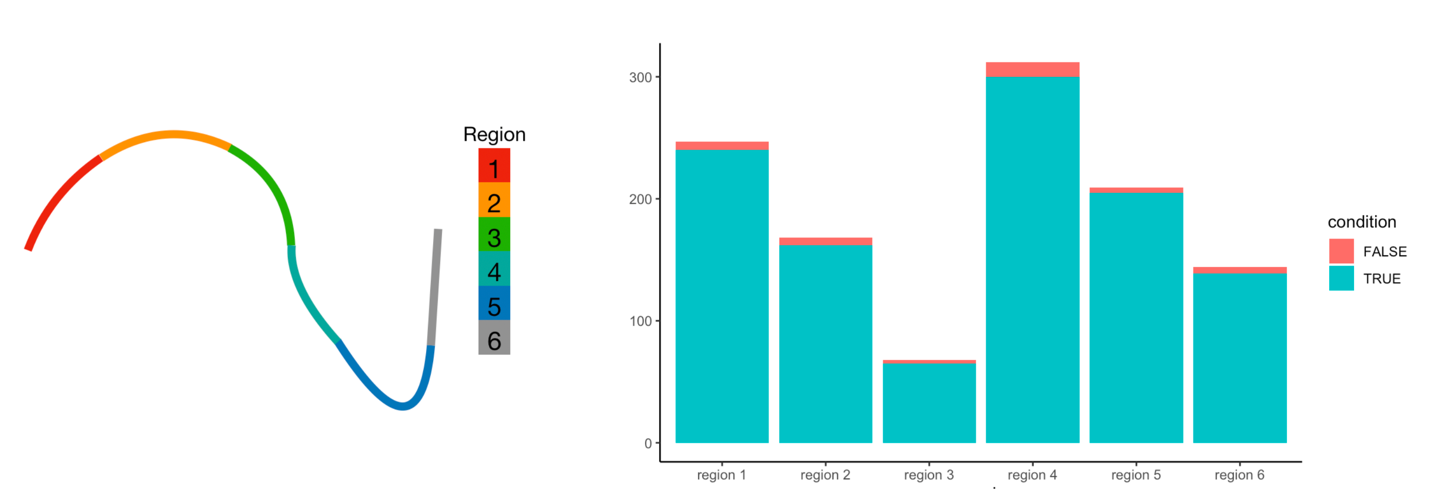 Region
1
2
3
4
5
6
300
200
100
0
region 1 region 2 region 3 region 4 region 5 region 6
condition
FALSE
TRUE